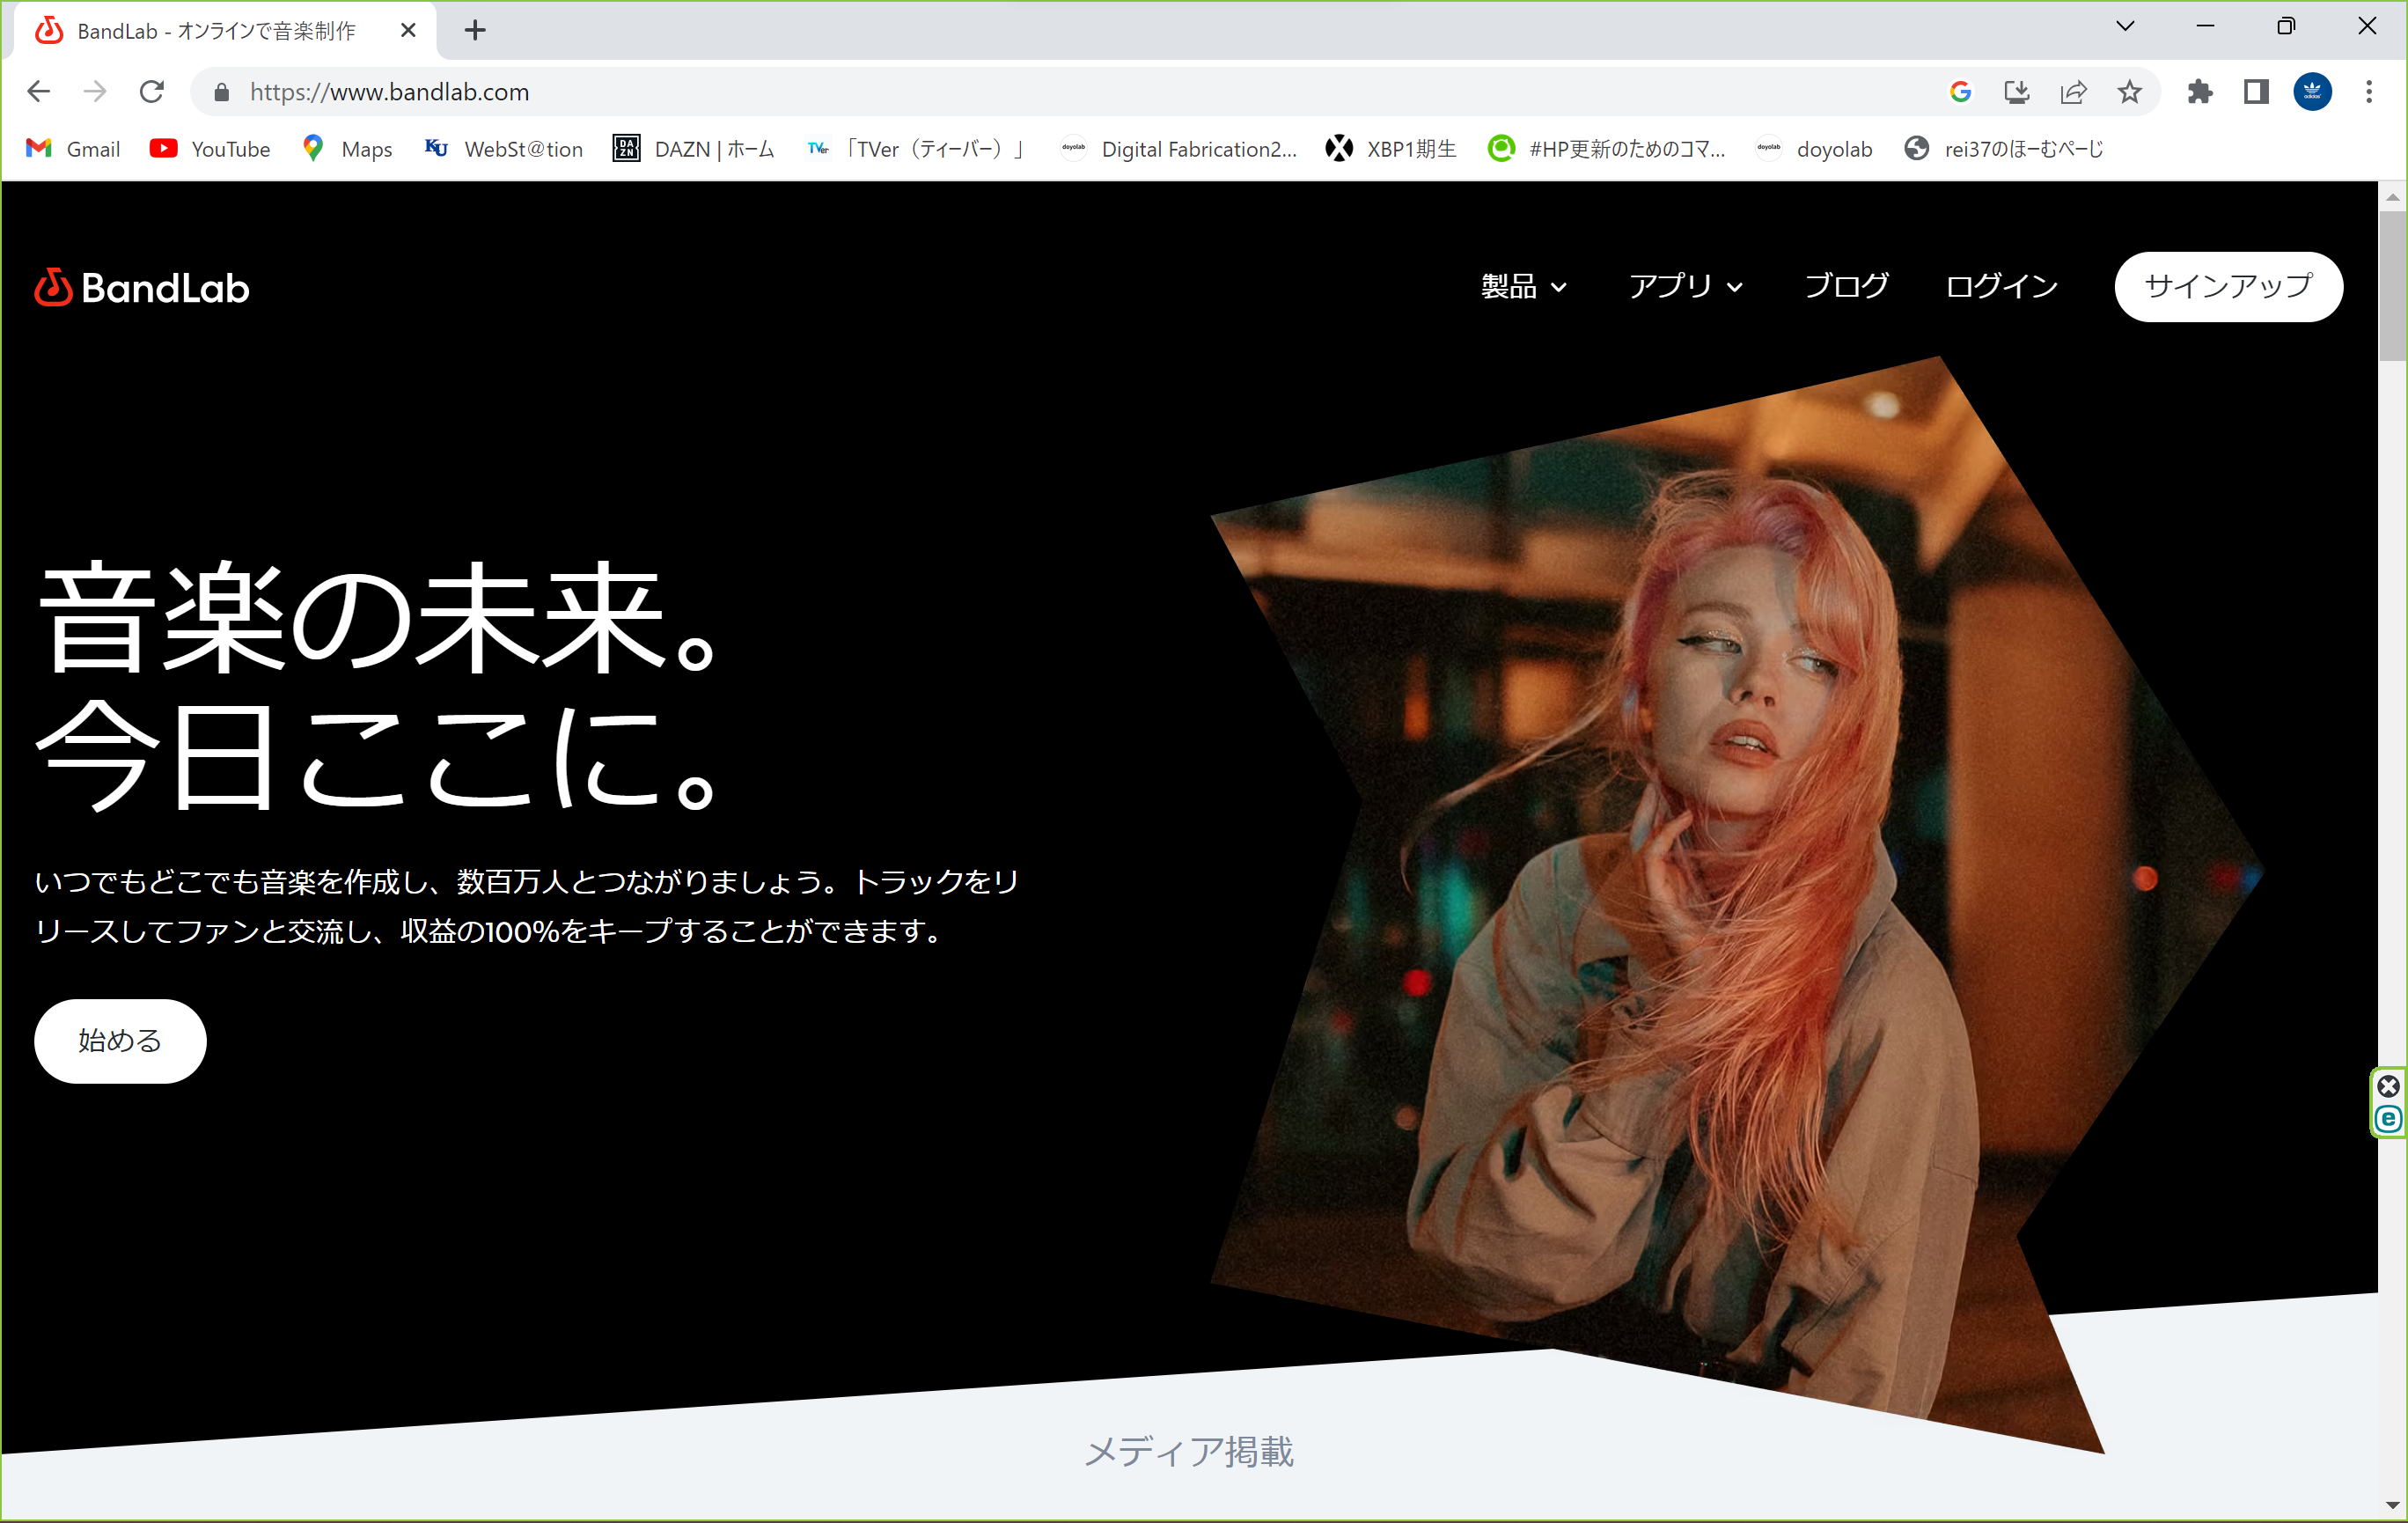 BandLab - オンラインで音楽制作
https://www.bandlab.com
Gmail YouTube Maps KU WebSt@tion DAZN DAZN | ホーム TVer 「TVer（ティーバー）」 doyolab Digital Fabrication2... XBP1期生 #HP更新のためのコマ... doyolab doyolab rei37のほーむぺーじ
BandLab 製品 アプリ ブログ ログイン サインアップ
音楽の未来。
今日ここに。
いつでもどこでも音楽を作成し、数百万人とつながりましょう。トラックをリ
リースしてファンと交流し、収益の100%をキープすることができます。
始める
メディア掲載